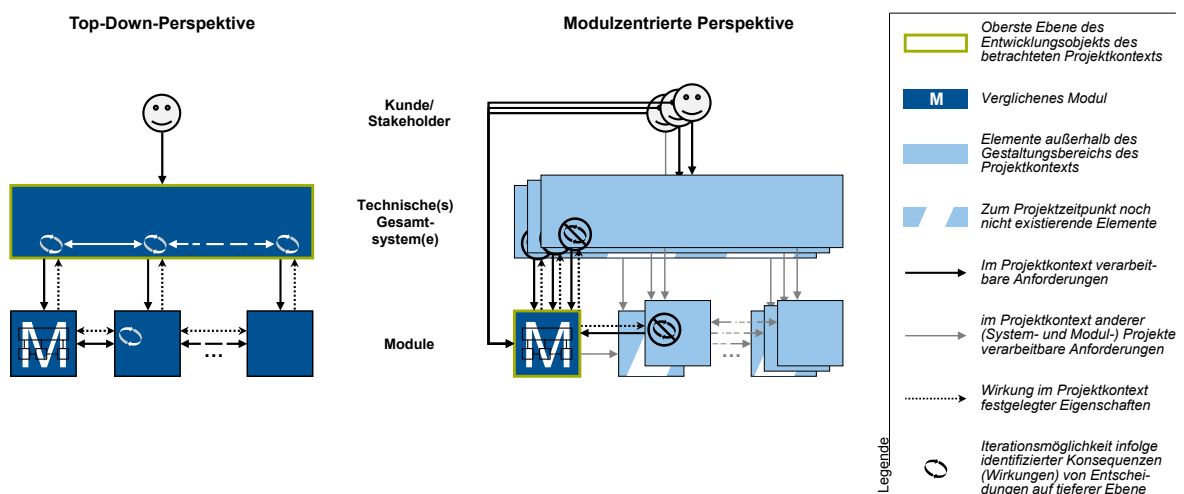 Top-Down-Perspektive
Modulzentrierte Perspektive
Kunde/
Stakeholder
Technische(s)
Gesamt-
system(e)
Module
M
...
M
...
Legende
Oberste Ebene des
Entwicklungsobjekts des
betrachteten Projektkontexts
M
Verglichenes Modul
Elemente außerhalb des
Gestaltungsbereichs des
Projektkontexts
Zum Projektzeitpunkt noch
nicht existierende Elemente
Im Projektkontext verarbeit-
bare Anforderungen
im Projektkontext anderer
(System- und Modul-) Projekte
verarbeitbare Anforderungen
Wirkung im Projektkontext
festgelegter Eigenschaften
Iterationsmöglichkeit infolge
identifizierter Konsequenzen
(Wirkungen) von Entschei-
dungen auf tieferer Ebene